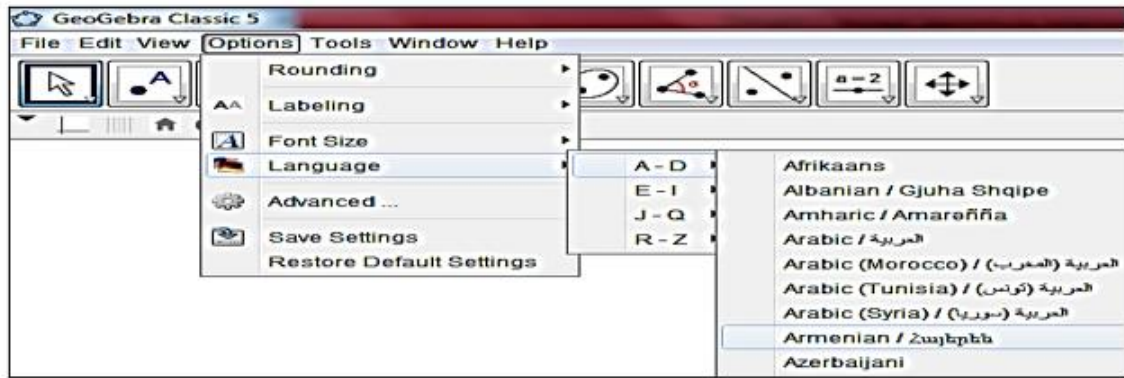 GeoGebra Classic 5
File Edit View Options Tools Window Help
A
a = 2
Rounding
AA Labeling
A Font Size
Language
Advanced ...
Save Settings
Restore Default Settings
A - D
E - I
J - Q
R - Z
Afrikaans
Albanian / Gjuha Shqipe
Amharic / Amarañña
Arabic / العربية
Arabic (Morocco) / العربية (المغرب)
Arabic (Tunisia) / العربية (تونس)
Arabic (Syria) / العربية (سوريا)
Armenian / Հայերեն
Azerbaijani